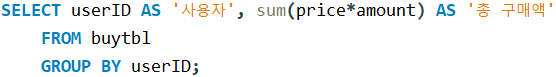 SELECT userID AS '사용자', sum(price*amount) AS '총 구매액'
FROM buytbl
GROUP BY userID;